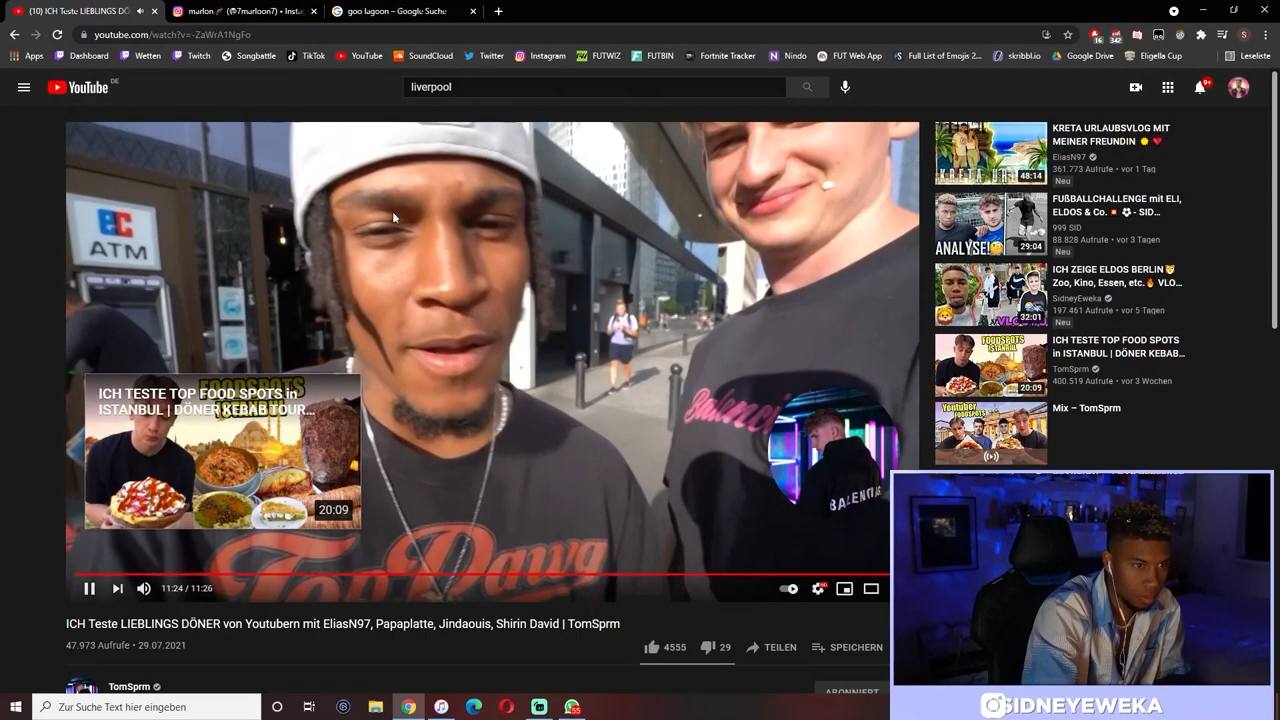 (10) ICH Teste LIEBLINGS DÖ
marlon 🪐 (@7marloon7) • Insta
goo lagoon – Google Suche
youtube.com/watch?v=-ZaWrA1NgFo
Apps
Dashboard
Wetten
Twitch
Songbattle
TikTok
YouTube
SoundCloud
Twitter
Instagram
FUTWIZ
FUTBIN
Fortnite Tracker
Nindo
FUT Web App
Full List of Emojis 2...
skribbl.io
Google Drive
Eligella Cup
Leseliste
YouTube DE
liverpool
9+
EC
ATM
ICH TESTE TOP FOOD SPOTS in
ISTANBUL | DÖNER KEBAB TOUR...
20:09
BALENCIAG
11:24 / 11:26
ICH Teste LIEBLINGS DÖNER von Youtubern mit EliasN97, Papaplatte, Jindaouis, Shirin David | TomSprm
47.973 Aufrufe • 29.07.2021
4555
29
TEILEN
SPEICHERN
TomSprm
ABONNIERT
KRETA URLAUBSVLOG MIT
MEINER FREUNDIN ☀️ ❤️
EliasN97
361.773 Aufrufe • vor 1 Tag
Neu
48:14
FUẞBALLCHALLENGE mit ELI,
ELDOS & Co. 💥 ⚽ - SID...
999 SID
88.828 Aufrufe • vor 3 Tagen
Neu
ANALYSE!
29:04
ICH ZEIGE ELDOS BERLIN🐯
Zoo, Kino, Essen, etc.🔥 VLO...
SidneyEweka
197.461 Aufrufe • vor 5 Tagen
Neu
32:01
ICH TESTE TOP FOOD SPOTS
in ISTANBUL | DÖNER KEBAB...
TomSprm
400.519 Aufrufe • vor 3 Wochen
FOODSPOTS
ISTANBUL
20:09
Mix – TomSprm
SIDNEYEWEKA
Zur Suche Text hier eingeben
55